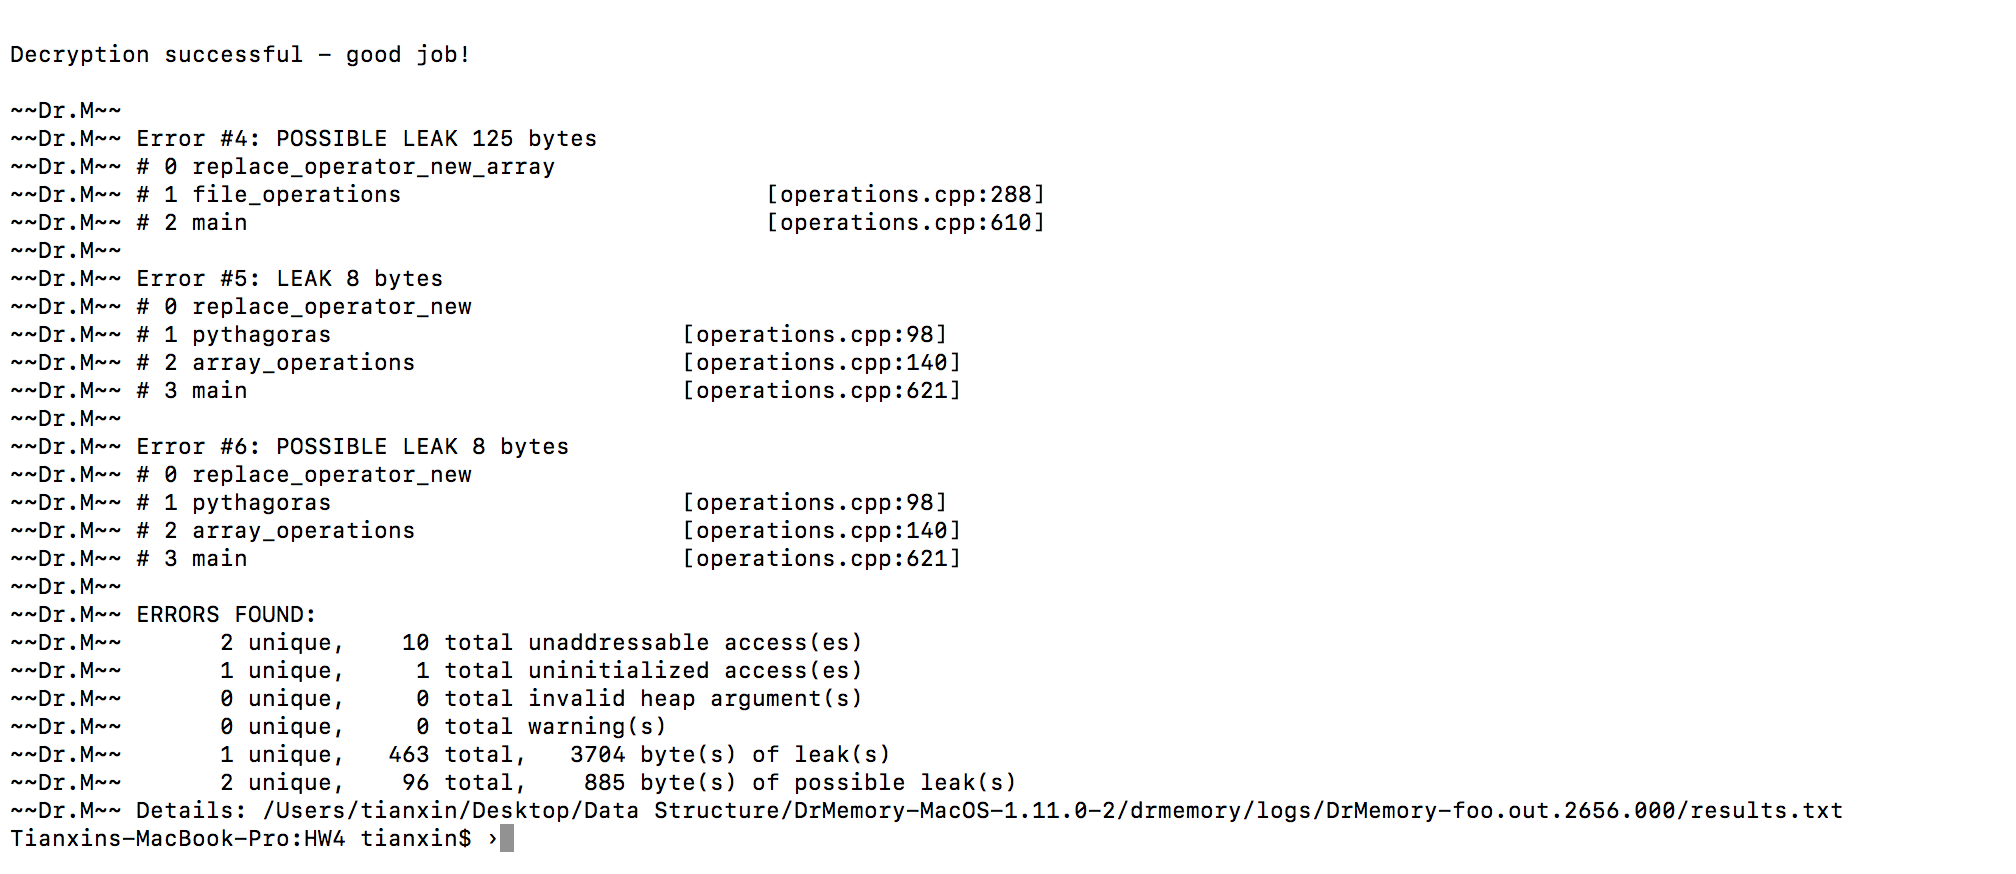 Decryption successful – good job!
~~Dr.M~~
~~Dr.M~~ Error #4: POSSIBLE LEAK 125 bytes
~~Dr.M~~ # 0 replace_operator_new_array
~~Dr.M~~ # 1 file_operations [operations.cpp:288]
~~Dr.M~~ # 2 main [operations.cpp:610]
~~Dr.M~~
~~Dr.M~~ Error #5: LEAK 8 bytes
~~Dr.M~~ # 0 replace_operator_new
~~Dr.M~~ # 1 pythagoras [operations.cpp:98]
~~Dr.M~~ # 2 array_operations [operations.cpp:140]
~~Dr.M~~ # 3 main [operations.cpp:621]
~~Dr.M~~
~~Dr.M~~ Error #6: POSSIBLE LEAK 8 bytes
~~Dr.M~~ # 0 replace_operator_new
~~Dr.M~~ # 1 pythagoras [operations.cpp:98]
~~Dr.M~~ # 2 array_operations [operations.cpp:140]
~~Dr.M~~ # 3 main [operations.cpp:621]
~~Dr.M~~
~~Dr.M~~ ERRORS FOUND:
~~Dr.M~~ 2 unique, 10 total unaddressable access(es)
~~Dr.M~~ 1 unique, 1 total uninitialized access(es)
~~Dr.M~~ 0 unique, 0 total invalid heap argument(s)
~~Dr.M~~ 0 unique, 0 total warning(s)
~~Dr.M~~ 1 unique, 463 total, 3704 byte(s) of leak(s)
~~Dr.M~~ 2 unique, 96 total, 885 byte(s) of possible leak(s)
~~Dr.M~~ Details: /Users/tianxin/Desktop/Data Structure/DrMemory-MacOS-1.11.0-2/drmemory/logs/DrMemory-foo.out.2656.000/results.txt
Tianxins-MacBook-Pro:HW4 tianxin$ ›